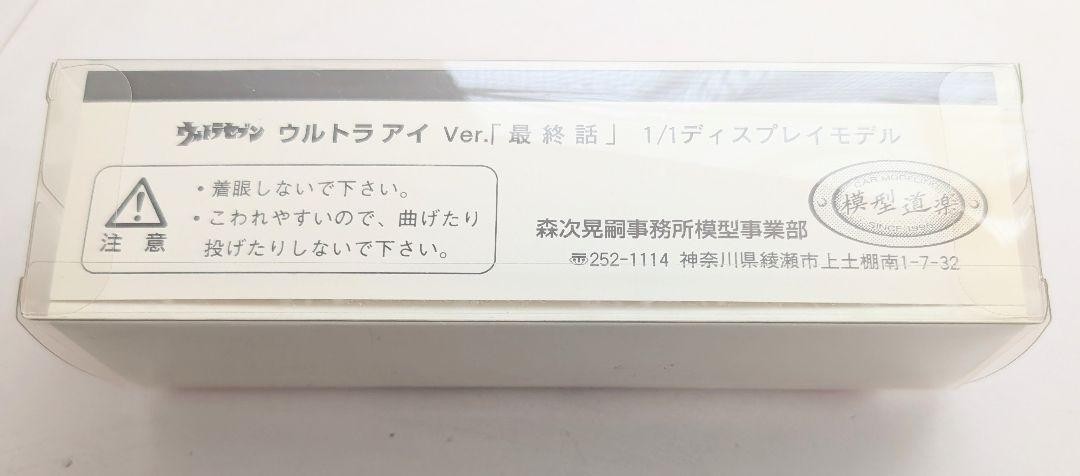 ウルトラセブン ウルトラ アイ Ver.「最終話」 1/1ディスプレイモデル
注 意
・着眼しないで下さい。
・こわれやすいので、曲げたり
投げたりしないで下さい。
CAR MODELING
模型道楽
SINCE 1995
森次晃嗣事務所模型事業部
☎252-1114 神奈川県綾瀬市上土棚南1-7-32